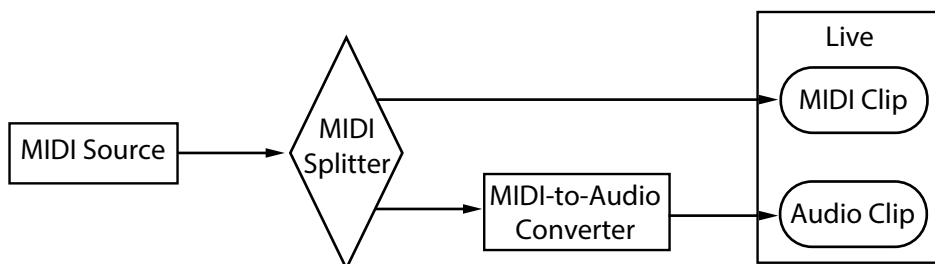 Live
MIDI Clip
MIDI Source
MIDI
Splitter
MIDI-to-Audio
Converter
Audio Clip